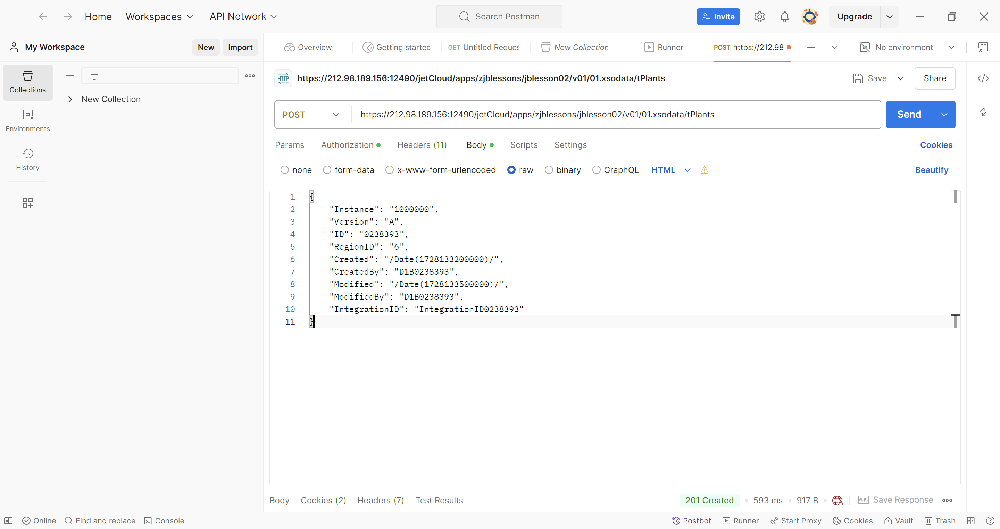 Home Workspaces API Network Search Postman Invite Upgrade
My Workspace New Import Overview Getting started GET Untitled Reques New Collection Runner POST https://212.98 No environment
Collections
Environments
History
New Collection
HTTP https://212.98.189.156:12490/jetCloud/apps/zjblessons/jblesson02/v01/01.xsodata/tPlants Save Share
POST https://212.98.189.156:12490/jetCloud/apps/zjblessons/jblesson02/v01/01.xsodata/tPlants Send
Params Authorization Headers (11) Body Scripts Settings Cookies
none form-data x-www-form-urlencoded raw binary GraphQL HTML Beautify
1 {
2 "Instance": "1000000",
3 "Version": "A",
4 "ID": "0238393",
5 "RegionID": "6",
6 "Created": "/Date(1728133200000)/",
7 "CreatedBy": "D1B0238393",
8 "Modified": "/Date(1728133500000)/",
9 "ModifiedBy": "D1B0238393",
10 "IntegrationID": "IntegrationID0238393"
11 }
Body Cookies (2) Headers (7) Test Results 201 Created 593 ms 917 B e.g. Save Response
Online Find and replace Console Postbot Runner Start Proxy Cookies Vault Trash